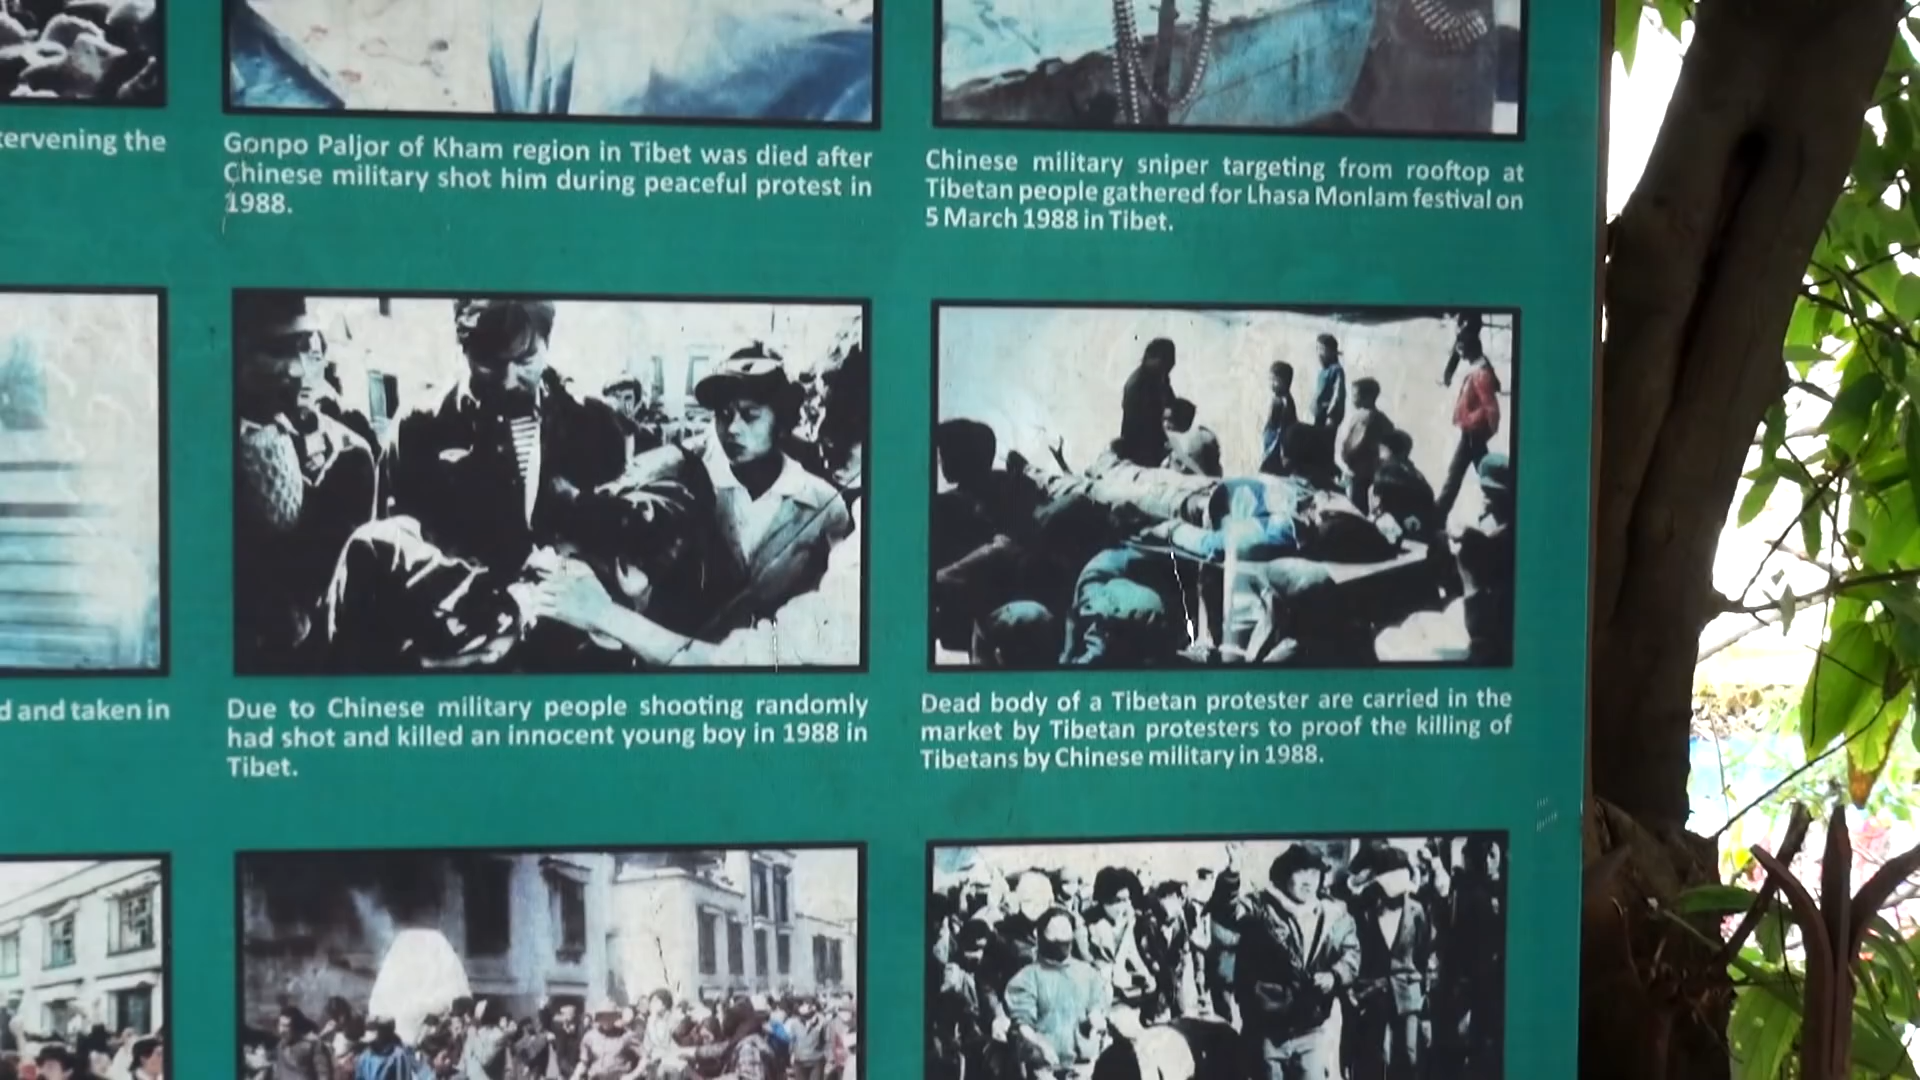 tervening the
Gonpo Paljor of Kham region in Tibet was died after
Chinese military shot him during peaceful protest in
1988.
Chinese military sniper targeting from rooftop at
Tibetan people gathered for Lhasa Monlam festival on
5 March 1988 in Tibet.
d and taken in
Due to Chinese military people shooting randomly
had shot and killed an innocent young boy in 1988 in
Tibet.
Dead body of a Tibetan protester are carried in the
market by Tibetan protesters to proof the killing of
Tibetans by Chinese military in 1988.